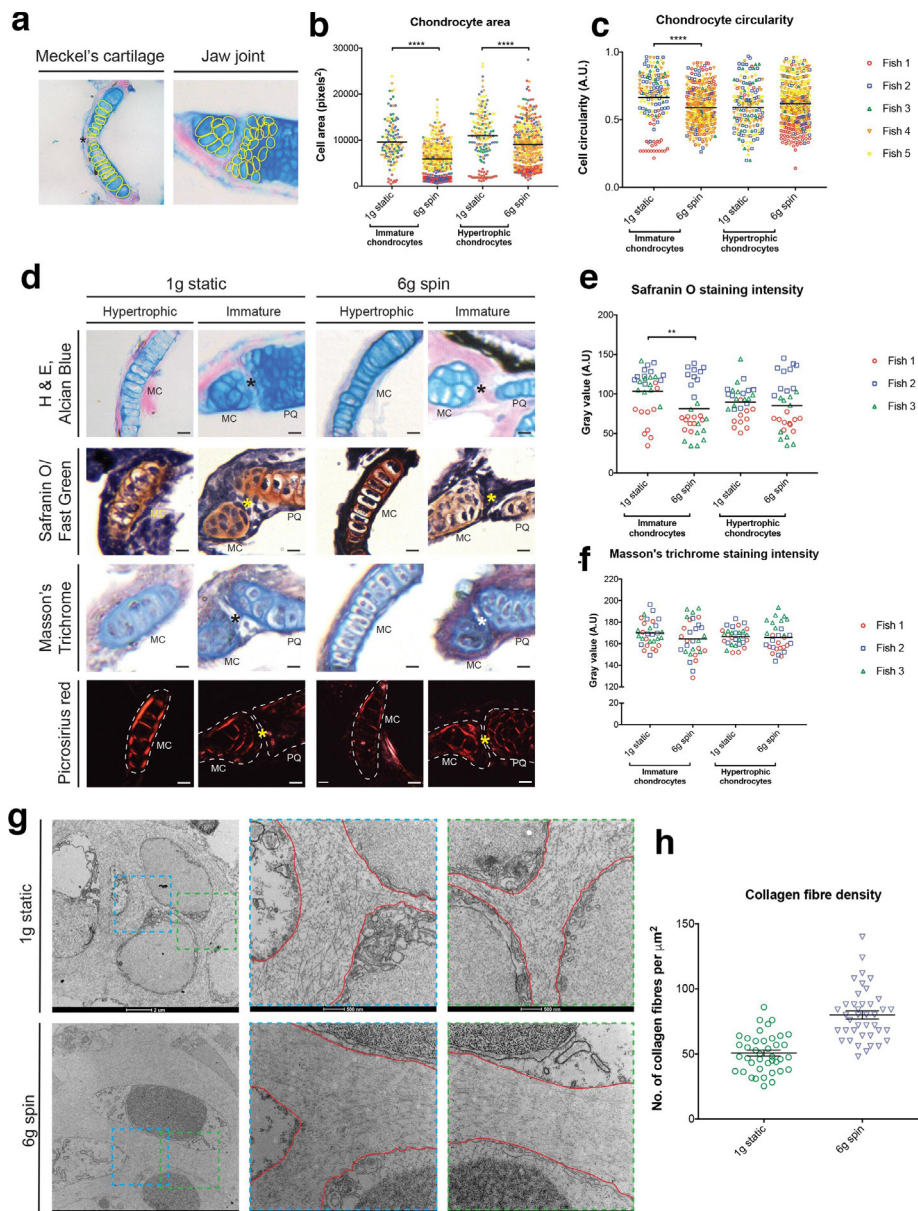 a
Meckel's cartilage
Jaw joint
*
b
Chondrocyte area
****
****
Cell area (pixels²)
30000
20000
10000
0
1g static
6g spin
1g static
6g spin
Immature
chondrocytes
Hypertrophic
chondrocytes
c
Chondrocyte circularity
****
Cell circularity (A.U.)
1.0
0.5
0.0
1g static
6g spin
1g static
6g spin
Immature
chondrocytes
Hypertrophic
chondrocytes
Fish 1
Fish 2
Fish 3
Fish 4
Fish 5
d
1g static
6g spin
Hypertrophic
Immature
Hypertrophic
Immature
H & E,
Alcian Blue
MC
*
MC
PQ
MC
*
MC
PQ
Safranin O/
Fast Green
MC
*
MC
PQ
MC
*
MC
PQ
Masson's
Trichrome
MC
*
MC
PQ
MC
*
MC
PQ
Picrosirius red
MC
*
MC
PQ
MC
*
MC
PQ
e
Safranin O staining intensity
**
Gray value (A.U)
200
150
100
50
0
1g static
6g spin
1g static
6g spin
Immature
chondrocytes
Hypertrophic
chondrocytes
Fish 1
Fish 2
Fish 3
f
Masson's trichrome staining intensity
Gray value (A.U)
220
200
180
160
140
120
20
0
1g static
6g spin
1g static
6g spin
Immature
chondrocytes
Hypertrophic
chondrocytes
Fish 1
Fish 2
Fish 3
g
1g static
2 um
500 nm
500 nm
6g spin
h
Collagen fibre density
No. of collagen fibres per μm²
150
100
50
0
1g static
6g spin